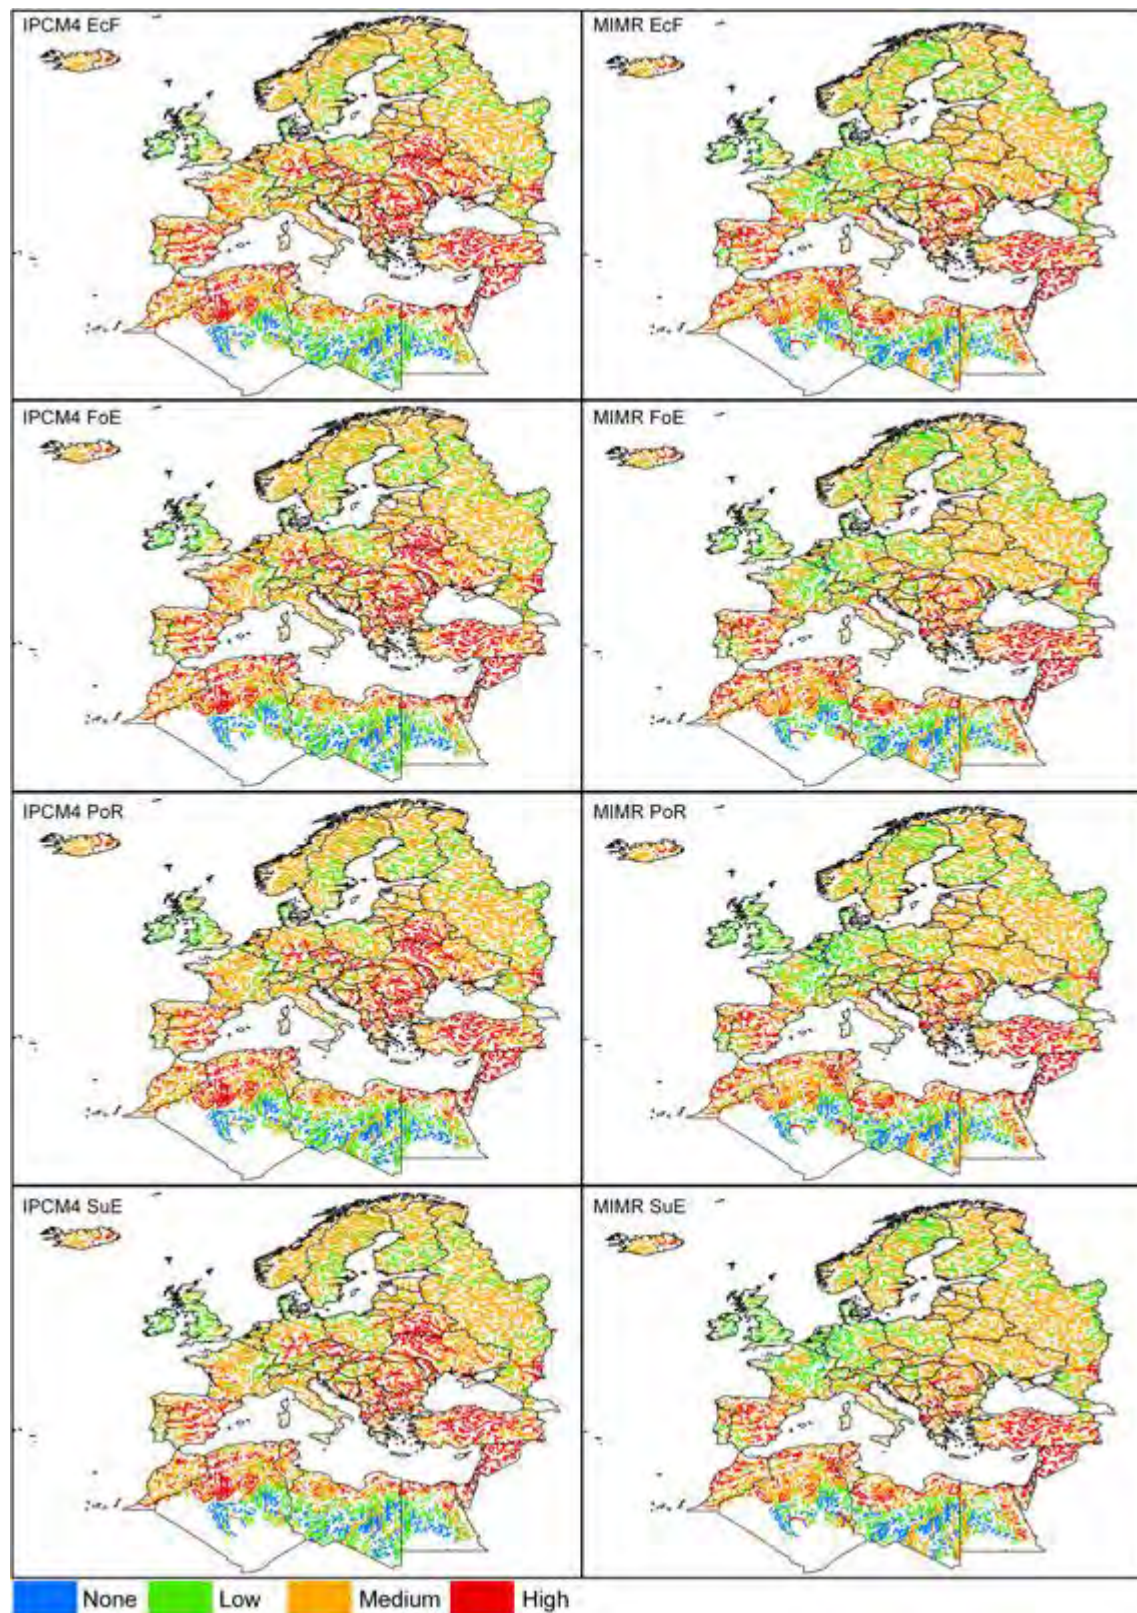 IPCM4 EcF
MIMR EcF
IPCM4 FoE
MIMR FoE
IPCM4 PoR
MIMR PoR
IPCM4 SuE
MIMR SuE
None Low Medium High